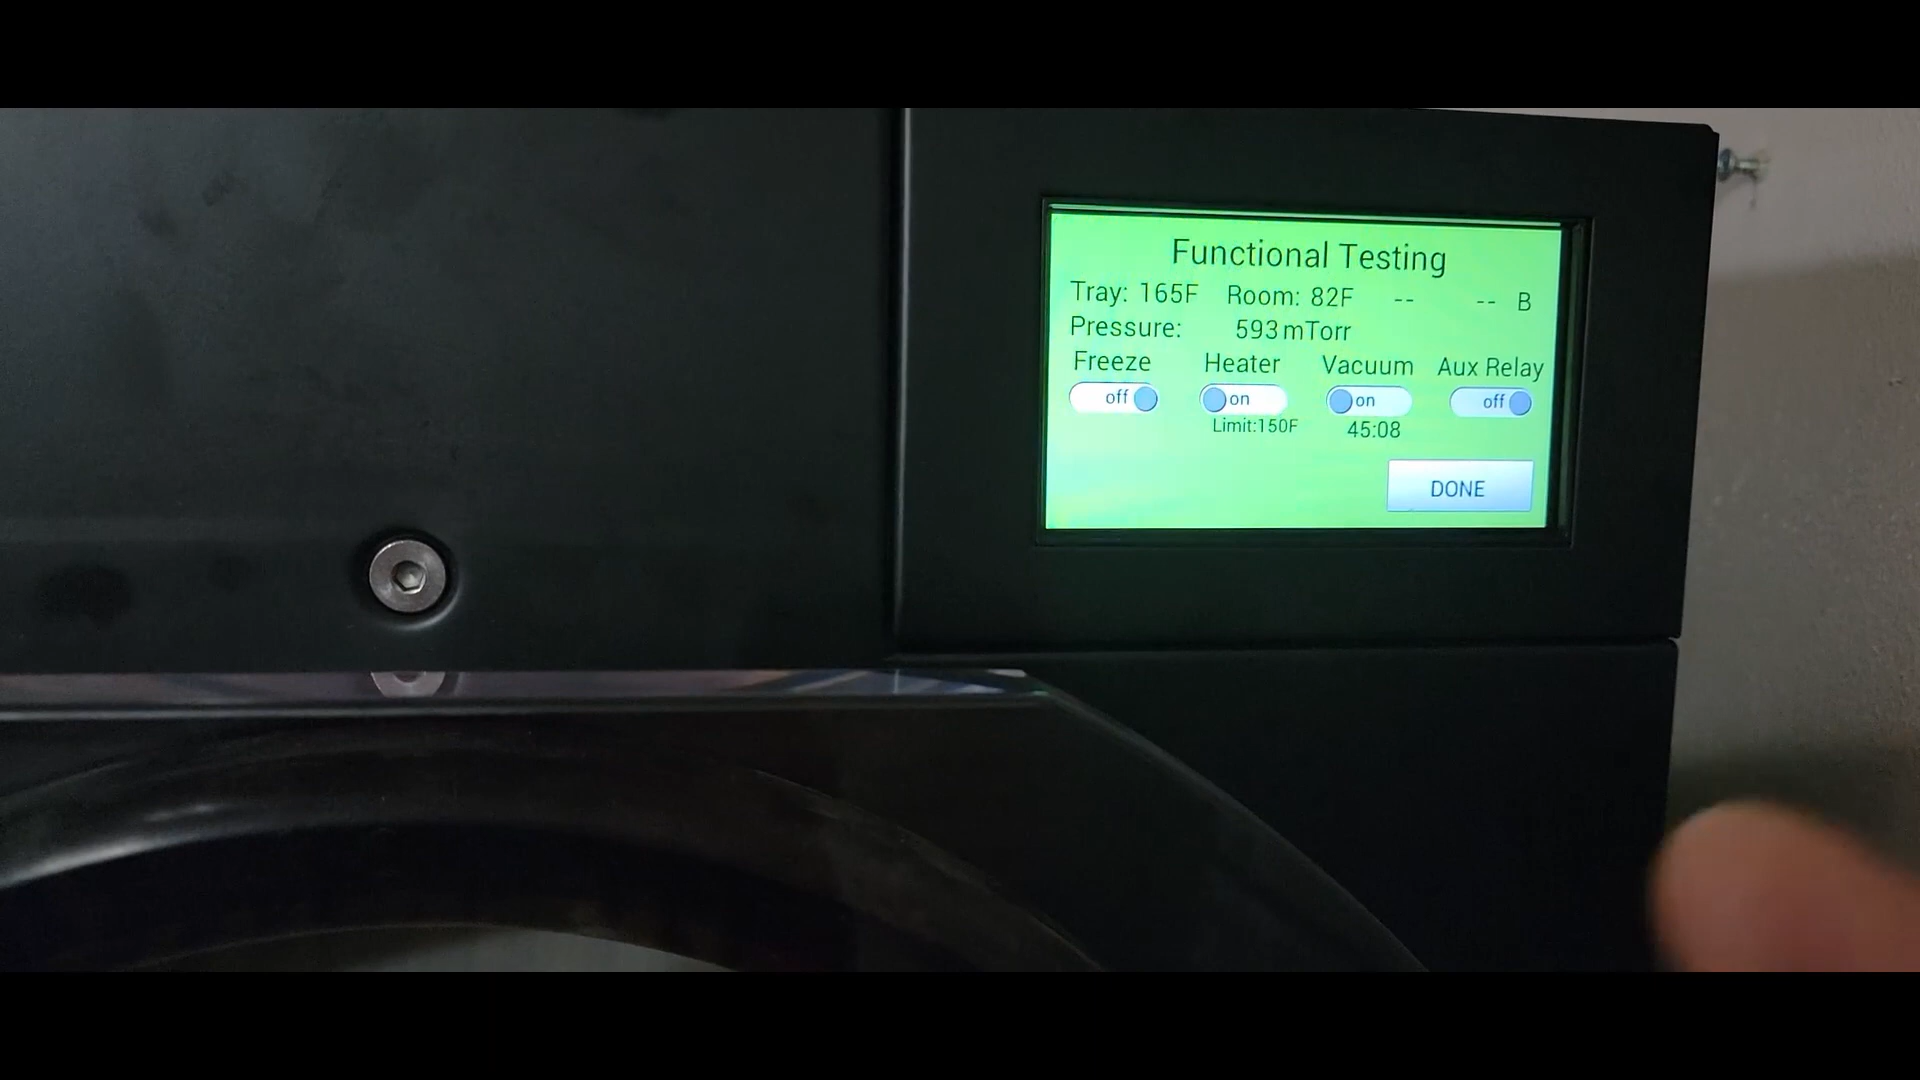 Functional Testing
Tray: 165F Room: 82F -- -- B
Pressure: 593 mTorr
Freeze Heater Vacuum Aux Relay
off on on off
Limit:150F 45:08
DONE